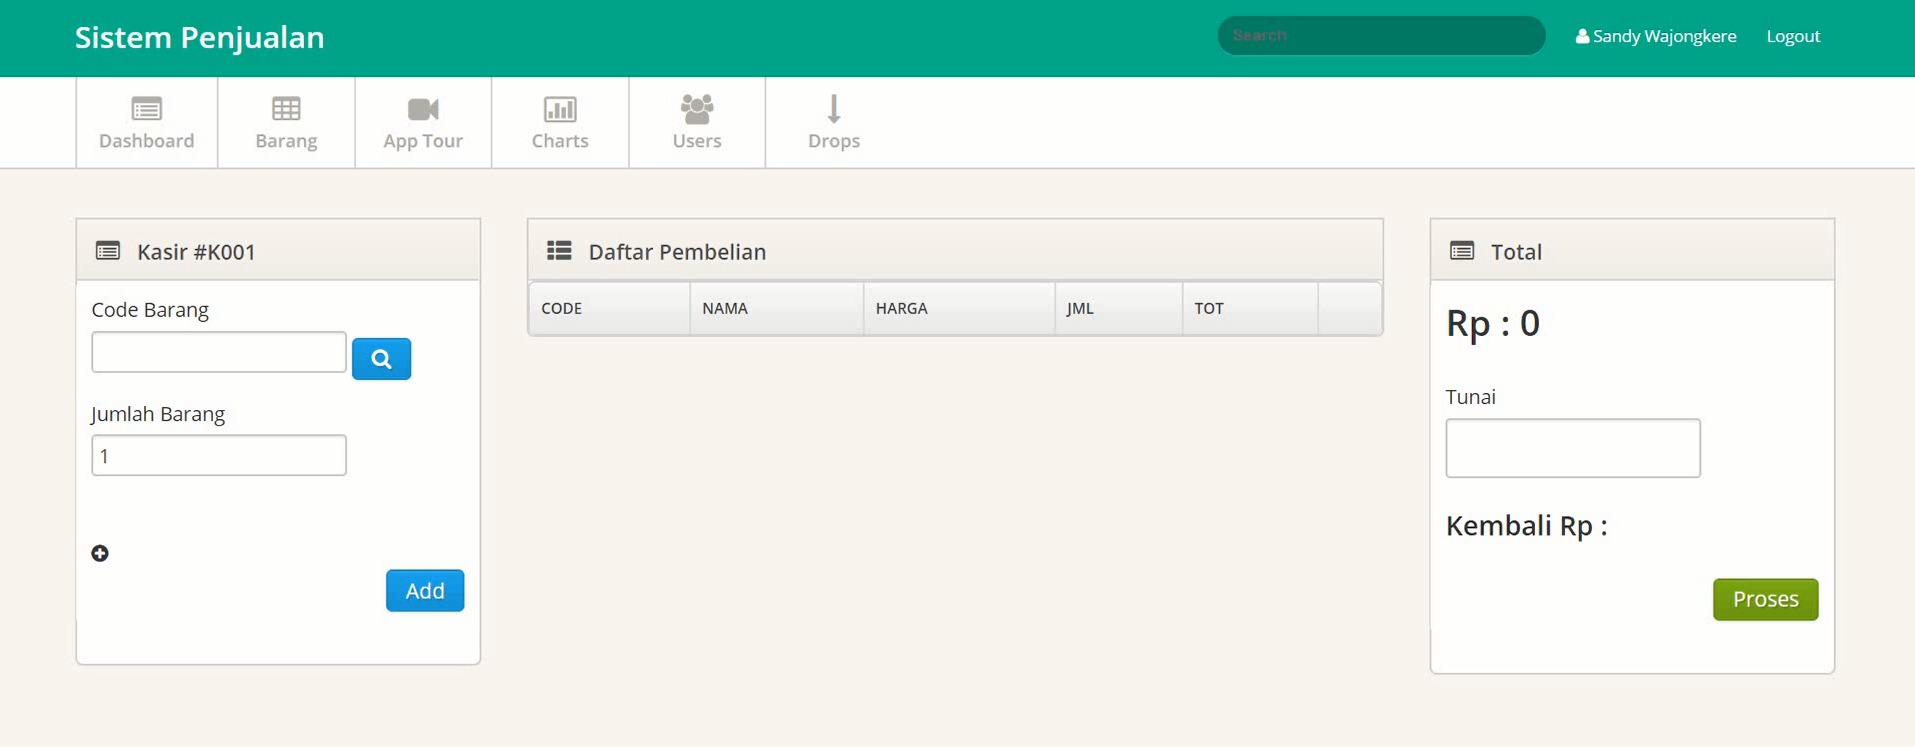 Sistem Penjualan
Search
Sandy Wajongkere
Logout
Dashboard
Barang
App Tour
Charts
Users
Drops
Kasir #K001
Code Barang
Jumlah Barang
1
Add
Daftar Pembelian
CODE NAMA HARGA JML TOT
Total
Rp : 0
Tunai
Kembali Rp :
Proses